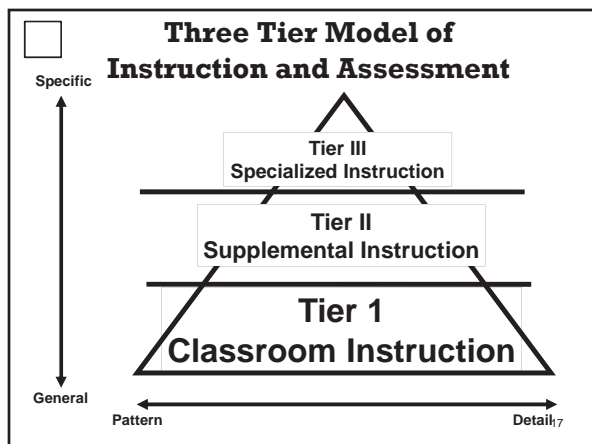 Three Tier Model of
Instruction and Assessment
Specific
Tier III
Specialized Instruction
Tier II
Supplemental Instruction
Tier 1
Classroom Instruction
General
Pattern
Detail
17